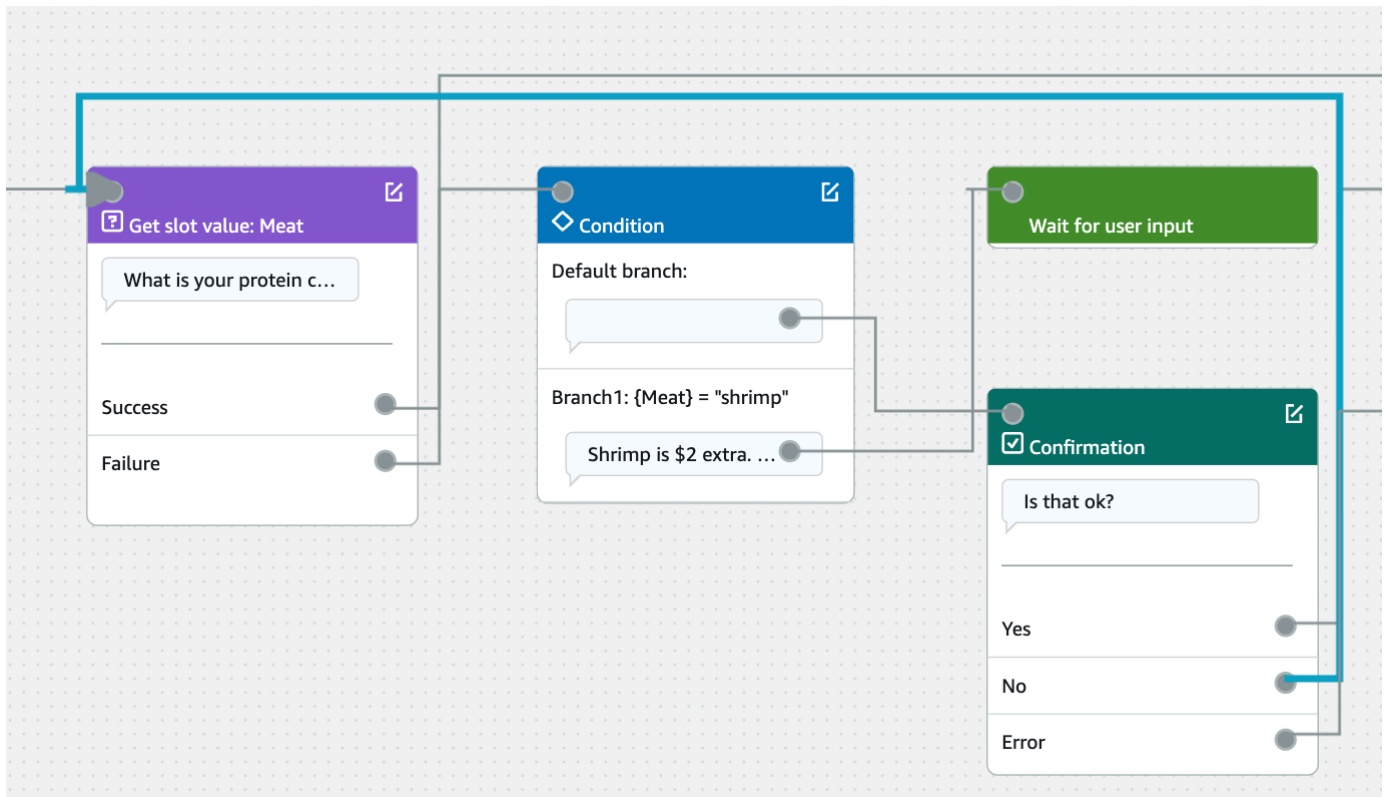 Get slot value: Meat
What is your protein c...
Success
Failure
Condition
Default branch:
Branch1: {Meat} = "shrimp"
Shrimp is $2 extra. ...
Wait for user input
Confirmation
Is that ok?
Yes
No
Error